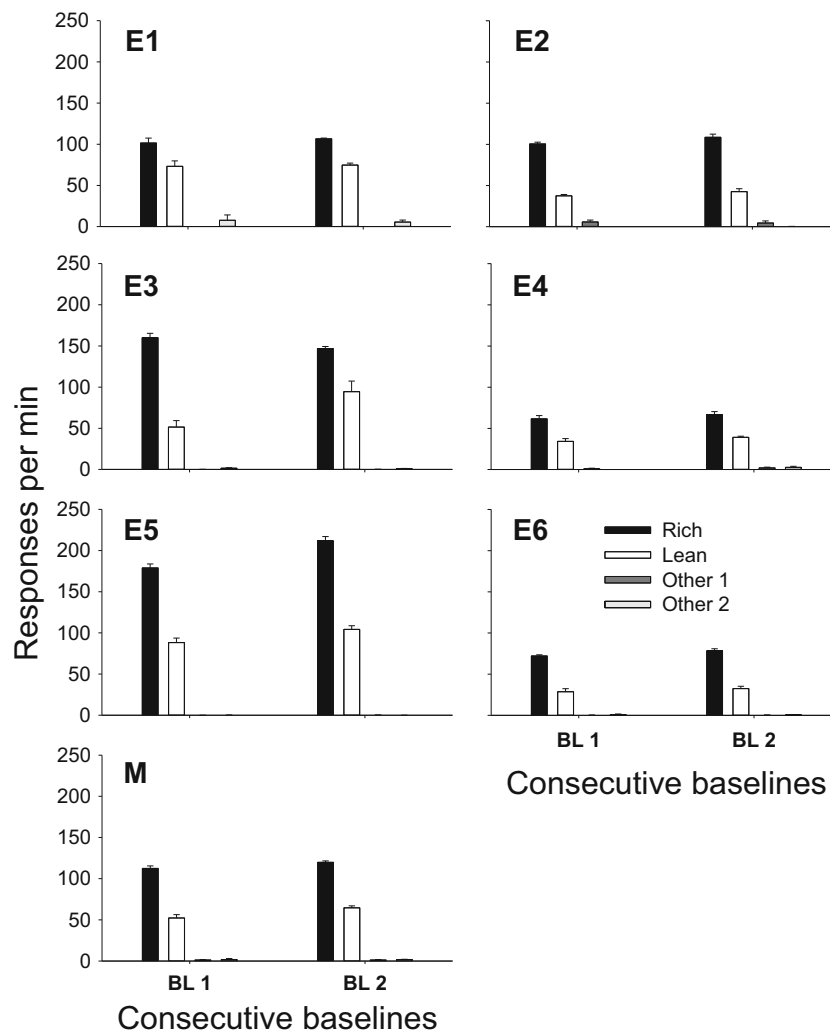 Responses per min
E1
250
200
150
100
50
0
E2
E3
250
200
150
100
50
0
E4
E5
250
200
150
100
50
0
E6
Rich
Lean
Other 1
Other 2
BL 1 BL 2
Consecutive baselines
M
250
200
150
100
50
0
BL 1 BL 2
Consecutive baselines